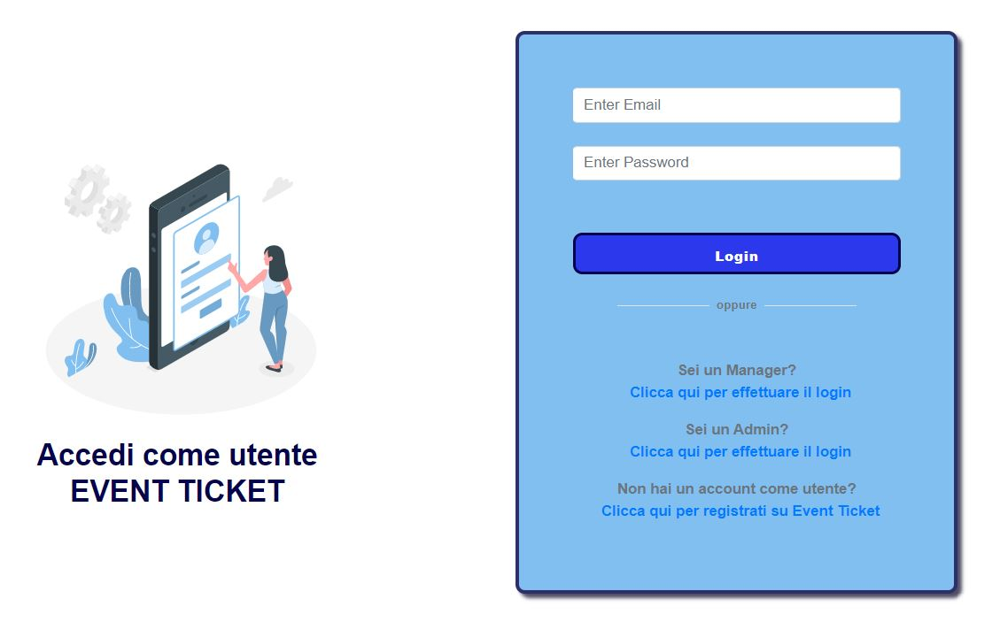 Enter Email
Enter Password
Login
oppure
Sei un Manager?
Clicca qui per effettuare il login
Sei un Admin?
Clicca qui per effettuare il login
Non hai un account come utente?
Clicca qui per registrati su Event Ticket
Accedi come utente
EVENT TICKET